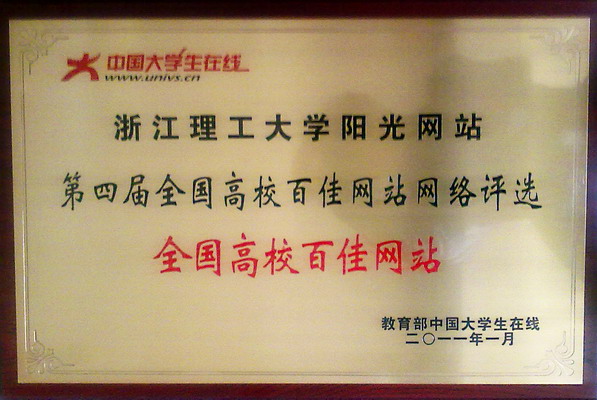 中国大学生在线
www.univs.cn
浙江理工大学阳光网站
第四届全国高校百佳网站网络评选
全国高校百佳网站
教育部中国大学生在线
二〇一一年一月